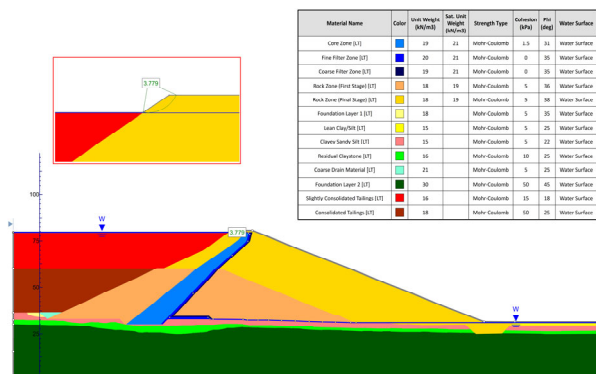 3.779
Material Name Color Unit Weight (kN/m3) Sat. Unit Weight (kN/m3) Strength Type Cohesion (kPa) Phi (deg) Water Surface
Core Zone [LT] 19 21 Mohr-Coulomb 1.5 31 Water Surface
Fine Filter Zone [LT] 20 21 Mohr-Coulomb 0 35 Water Surface
Coarse Filter Zone [LT] 19 21 Mohr-Coulomb 0 35 Water Surface
Rock Zone (First Stage) [LT] 18 19 Mohr-Coulomb 5 36 Water Surface
Rock Zone (Final Stage) [LT] 18 19 Mohr-Coulomb 38 Water Surface
Foundation Layer 1 [LT] 18 Mohr-Coulomb 5 35 Water Surface
Lean Clay/Silt [LT] 15 Mohr-Coulomb 5 25 Water Surface
Clayey Sandy Silt [LT] 15 Mohr-Coulomb 5 22 Water Surface
Residual Claystone [LT] 16 Mohr-Coulomb 10 25 Water Surface
Coarse Drain Material [LT] 21 Mohr-Coulomb 5 25 Water Surface
Foundation Layer 2 [LT] 30 Mohr-Coulomb 50 45 Water Surface
Slightly Consolidated Tailings [LT] 16 Mohr-Coulomb 15 18 Water Surface
Consolidated Tailings [LT] 18 Mohr-Coulomb 50 25 Water Surface
100
W
3.779
75
50
W
25